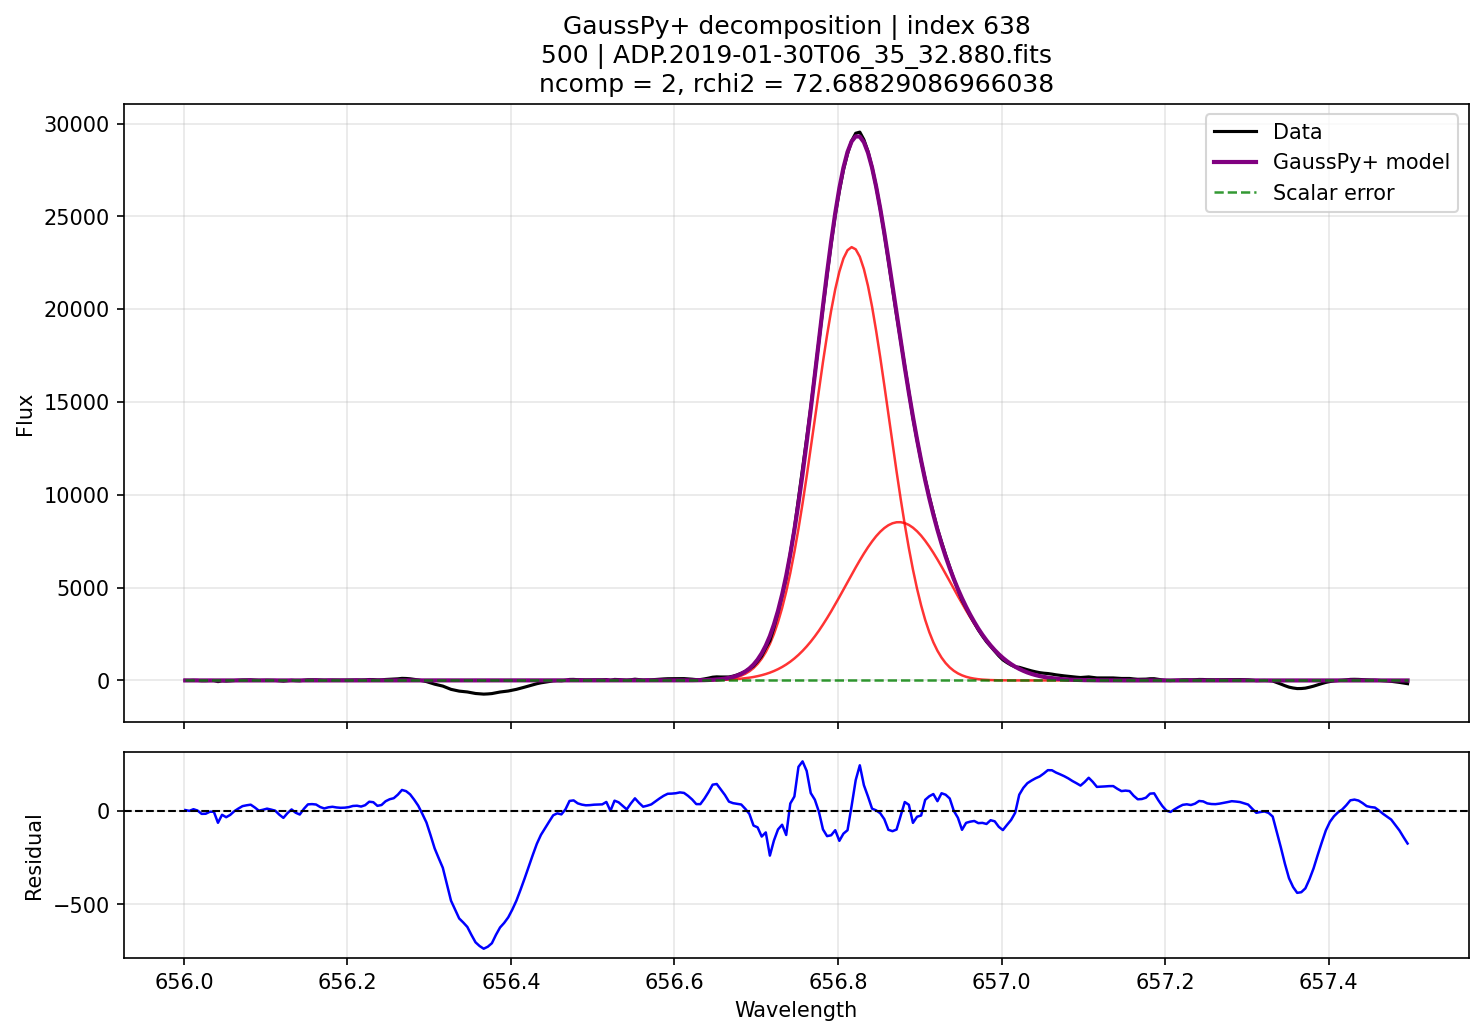 GaussPy+ decomposition | index 638
500 | ADP.2019-01-30T06_35_32.880.fits
ncomp = 2, rchi2 = 72.68829086966038
Data
GaussPy+ model
Scalar error
30000
25000
20000
15000
10000
5000
0
Flux
0
−500
Residual
656.0
656.2
656.4
656.6
656.8
657.0
657.2
657.4
Wavelength